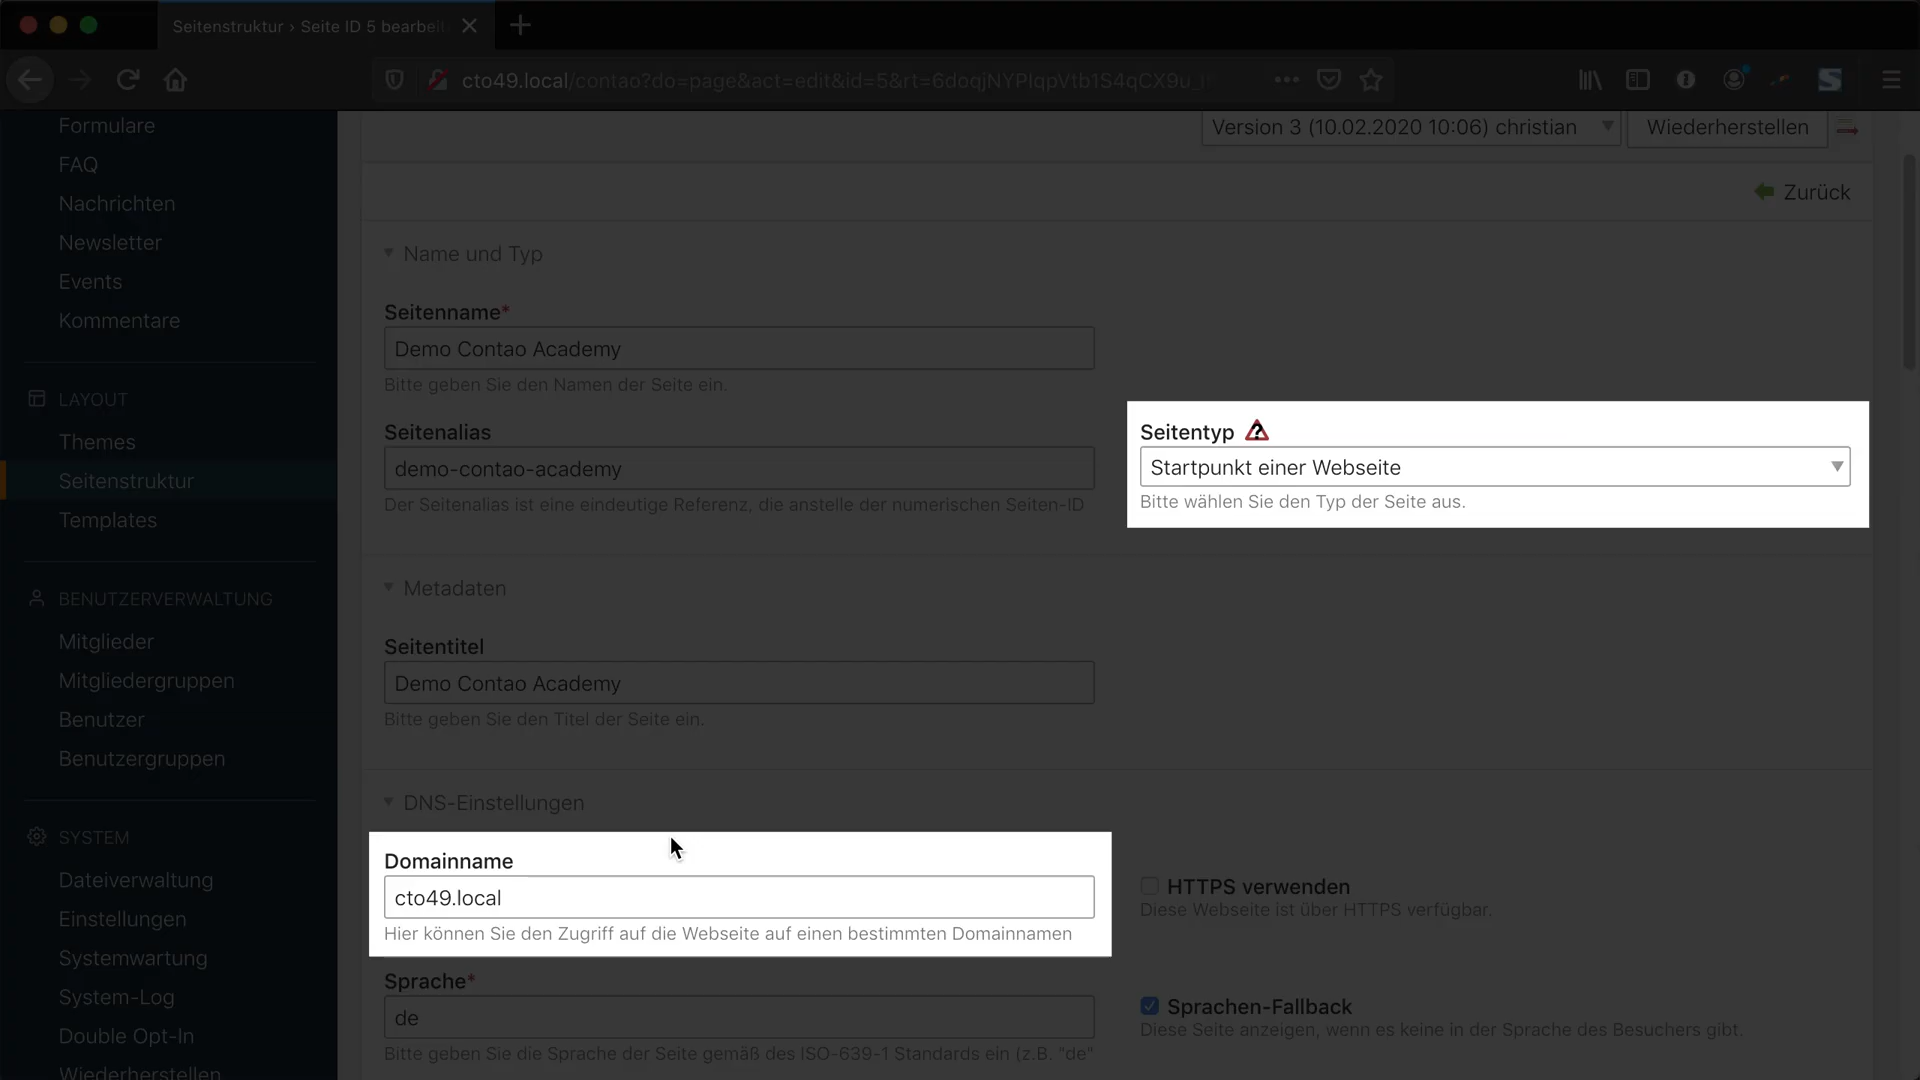 Seitenstruktur › Seite ID 5 bearbeit
cto49.local/contao?do=page&act=edit&id=5&rt=6doqjNYPlqpVtb1S4qCX9u_
Formulare
FAQ
Nachrichten
Newsletter
Events
Kommentare
LAYOUT
Themes
Seitenstruktur
Templates
BENUTZERVERWALTUNG
Mitglieder
Mitgliedergruppen
Benutzer
Benutzergruppen
SYSTEM
Dateiverwaltung
Einstellungen
Systemwartung
System-Log
Double Opt-In
Wiederherstellen
Version 3 (10.02.2020 10:06) christian
Wiederherstellen
Zurück
Name und Typ
Seitenname*
Demo Contao Academy
Bitte geben Sie den Namen der Seite ein.
Seitenalias
demo-contao-academy
Der Seitenalias ist eine eindeutige Referenz, die anstelle der numerischen Seiten-ID
Seitentyp
Startpunkt einer Webseite
Bitte wählen Sie den Typ der Seite aus.
Metadaten
Seitentitel
Demo Contao Academy
Bitte geben Sie den Titel der Seite ein.
DNS-Einstellungen
Domainname
cto49.local
Hier können Sie den Zugriff auf die Webseite auf einen bestimmten Domainnamen
HTTPS verwenden
Diese Webseite ist über HTTPS verfügbar.
Sprache*
de
Bitte geben Sie die Sprache der Seite gemäß des ISO-639-1 Standards ein (z.B. "de"
Sprachen-Fallback
Diese Seite anzeigen, wenn es keine in der Sprache des Besuchers gibt.